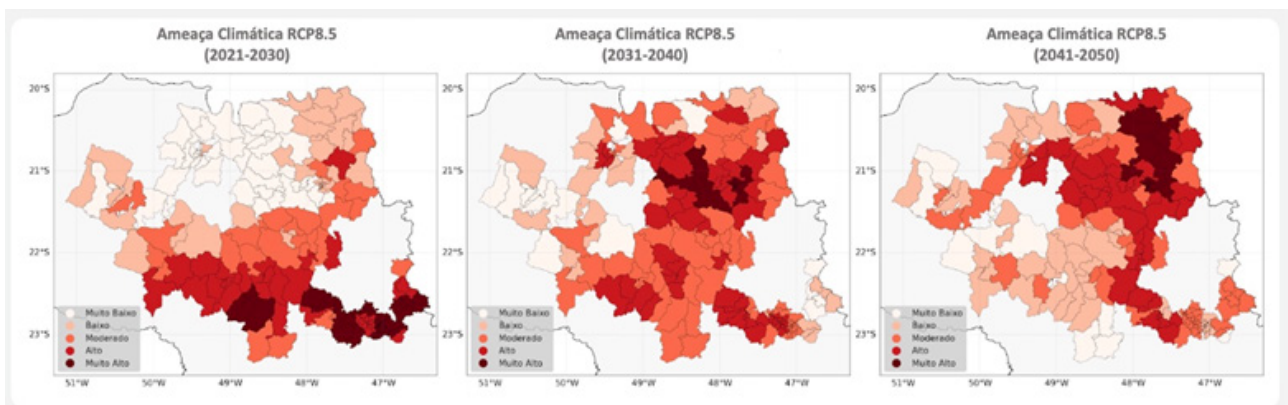 Ameaça Climática RCP8.5
(2021-2030)
20°S
21°S
22°S
23°S
Muito Baixo
Baixo
Moderado
Alto
Muito Alto
51°W
50°W
49°W
48°W
47°W
Ameaça Climática RCP8.5
(2031-2040)
20°S
21°S
22°S
23°S
Muito Baixo
Baixo
Moderado
Alto
Muito Alto
51°W
50°W
49°W
48°W
47°W
Ameaça Climática RCP8.5
(2041-2050)
20°S
21°S
22°S
23°S
Muito Baixo
Baixo
Moderado
Alto
Muito Alto
51°W
50°W
49°W
48°W
47°W